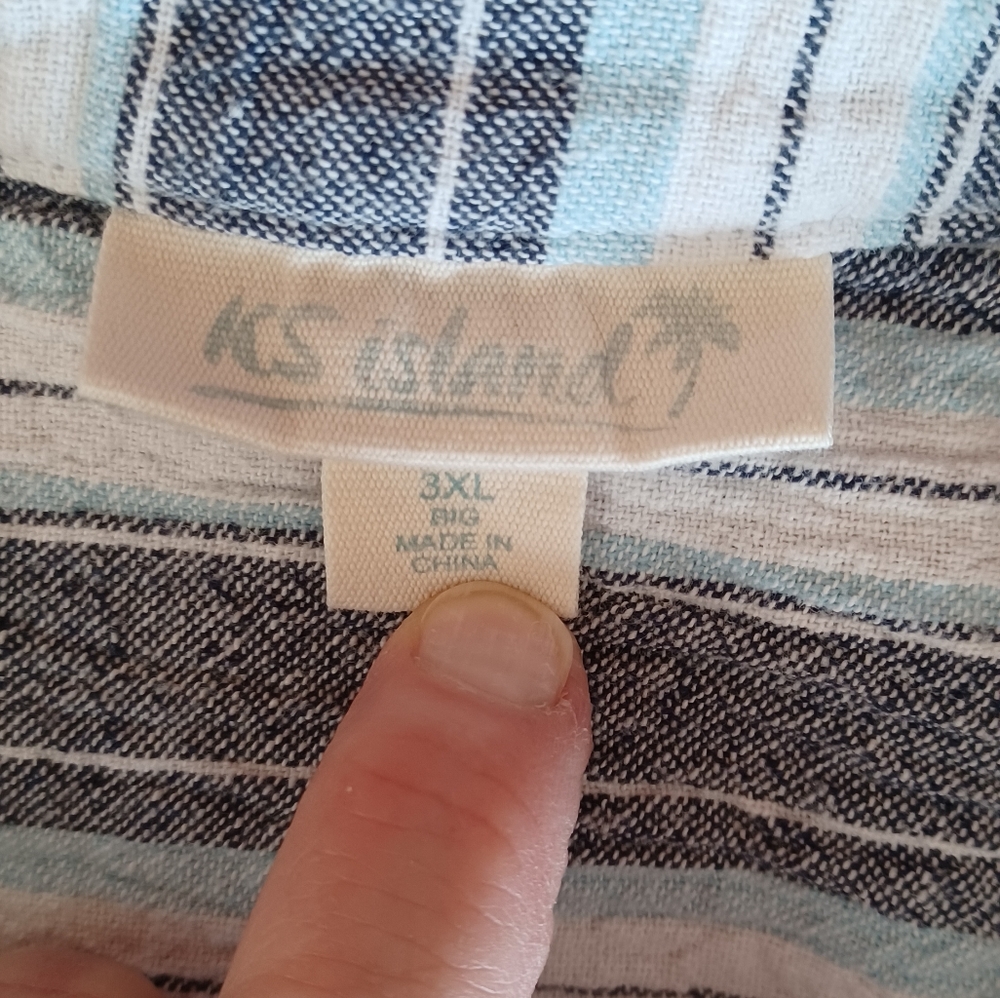 KS island
3XL
BIG
MADE IN
CHINA